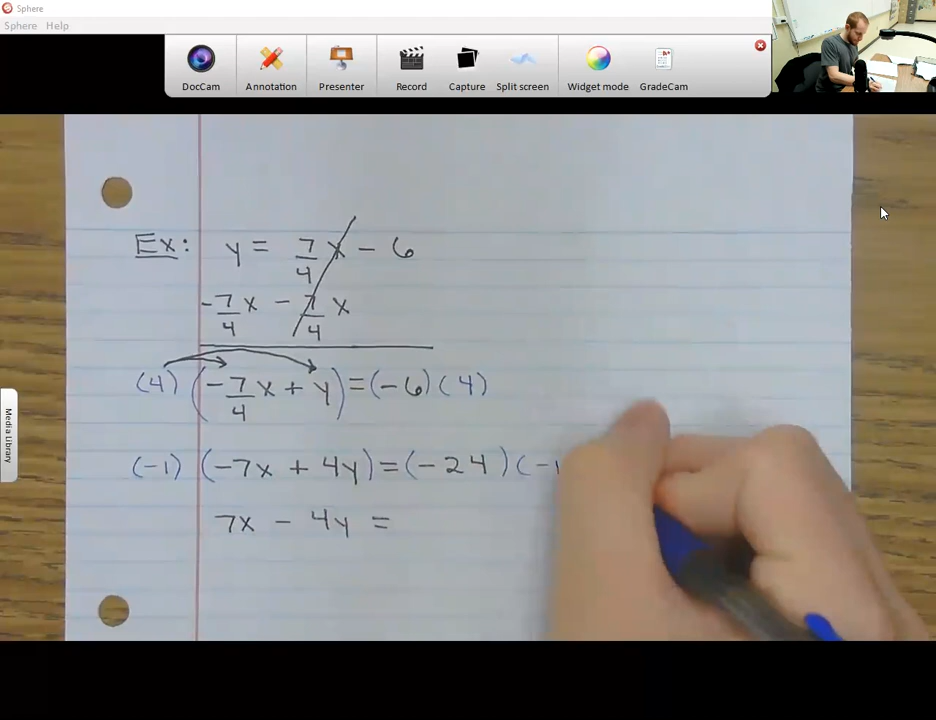 Sphere
Sphere Help
DocCam Annotation Presenter Record Capture Split screen Widget mode GradeCam
Media Library
Ex: y = 7/4 x - 6
-7/4 x - 7/4 x
(4) (-7/4 x + y) = (-6) (4)
(-1) (-7x + 4y) = (-24) (-1
7x - 4y =